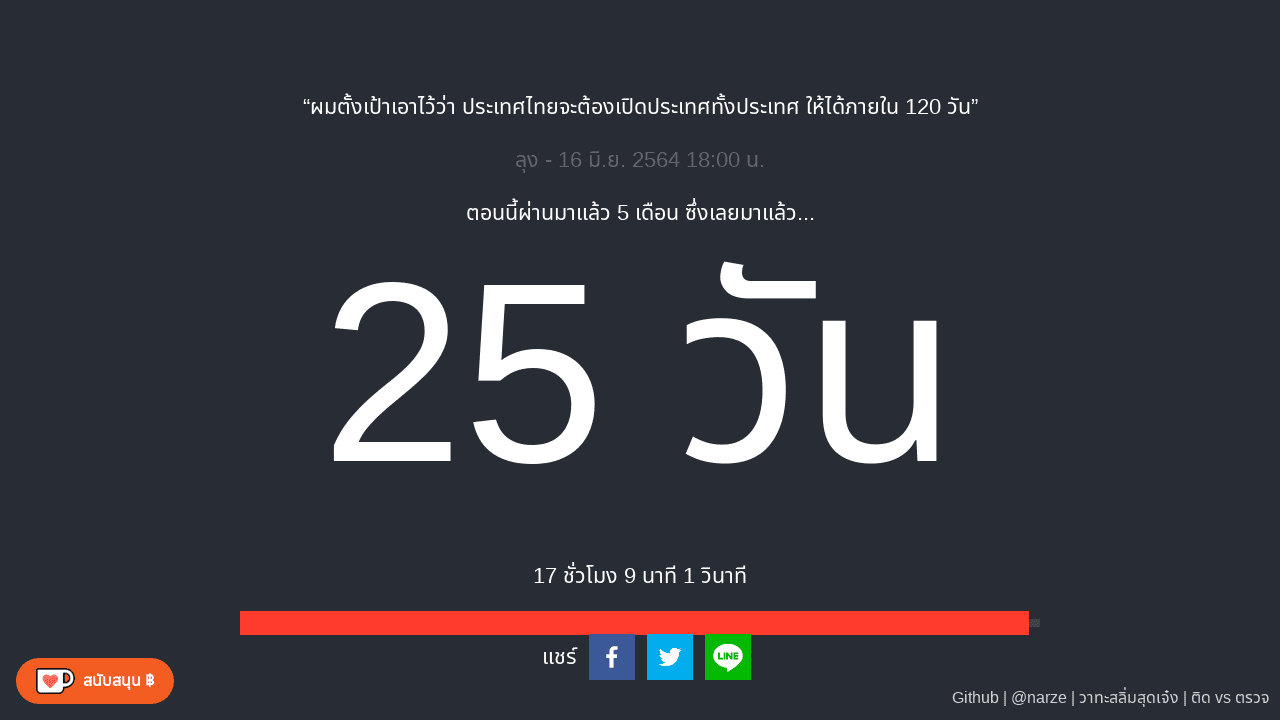 “ผมตั้งเป้าเอาไว้ว่า ประเทศไทยจะต้องเปิดประเทศทั้งประเทศ ให้ได้ภายใน 120 วัน”
ลุง - 16 มิ.ย. 2564 18:00 น.
ตอนนี้ผ่านมาแล้ว 5 เดือน ซึ่งเลยมาแล้ว...
25 วัน
17 ชั่วโมง 9 นาที 1 วินาที
แชร์
LINE
สนับสนุน ฿
Github | @narze | วาทะสลิ่มสุดเจ๋ง | ติด vs ตรวจ